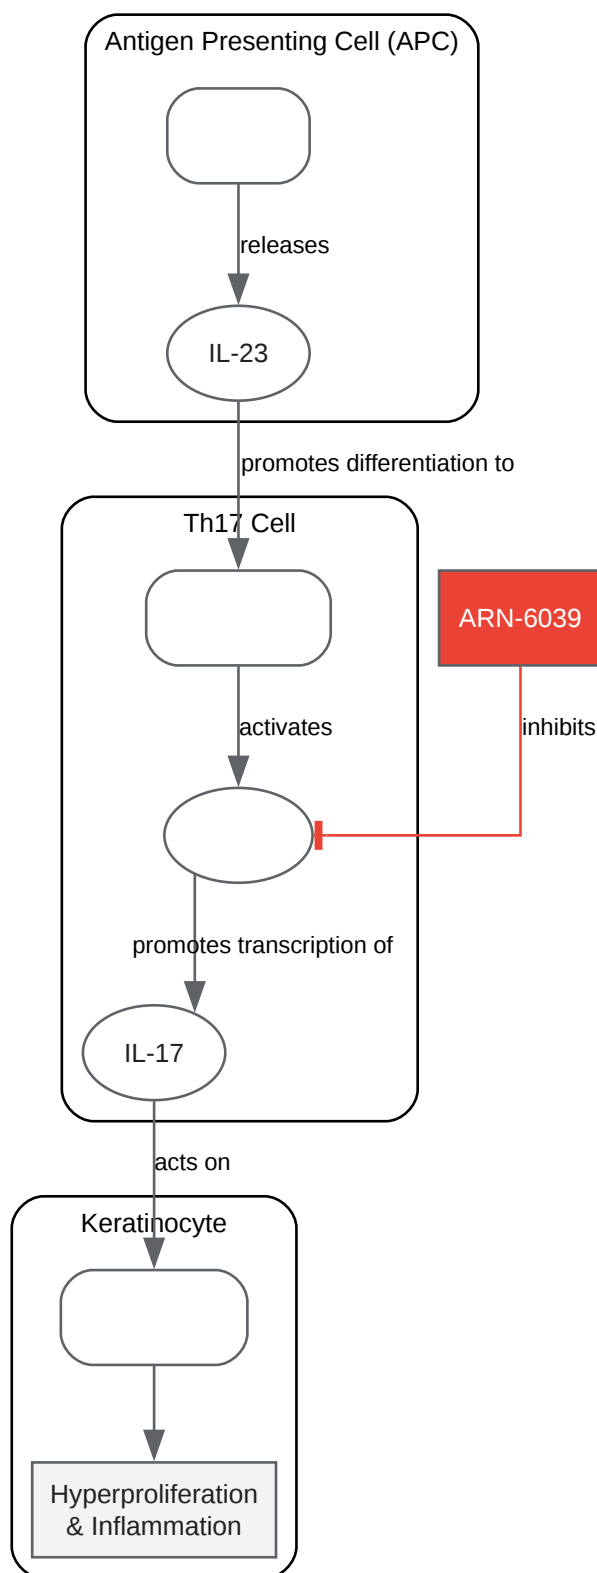 Antigen Presenting Cell (APC)
releases
IL-23
promotes differentiation to
Th17 Cell
ARN-6039
activates
inhibits
promotes transcription of
IL-17
acts on
Keratinocyte
Hyperproliferation
& Inflammation